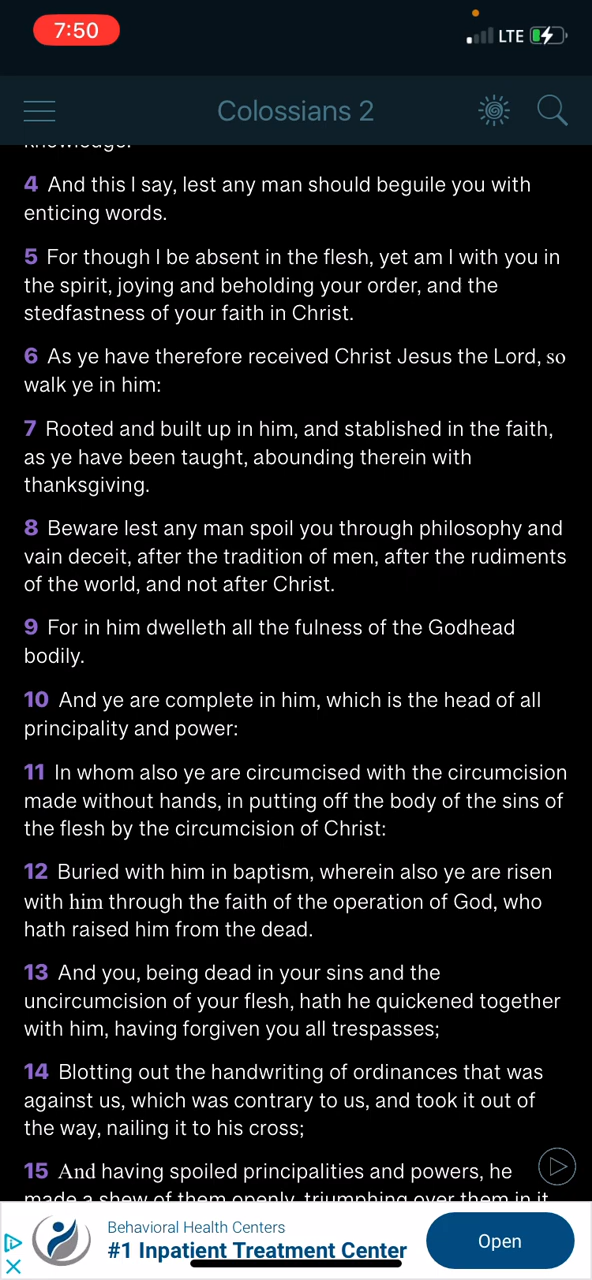 7:50
LTE
Colossians 2
knowledge.
4 And this I say, lest any man should beguile you with
enticing words.
5 For though I be absent in the flesh, yet am I with you in
the spirit, joying and beholding your order, and the
stedfastness of your faith in Christ.
6 As ye have therefore received Christ Jesus the Lord, so
walk ye in him:
7 Rooted and built up in him, and stablished in the faith,
as ye have been taught, abounding therein with
thanksgiving.
8 Beware lest any man spoil you through philosophy and
vain deceit, after the tradition of men, after the rudiments
of the world, and not after Christ.
9 For in him dwelleth all the fulness of the Godhead
bodily.
10 And ye are complete in him, which is the head of all
principality and power:
11 In whom also ye are circumcised with the circumcision
made without hands, in putting off the body of the sins of
the flesh by the circumcision of Christ:
12 Buried with him in baptism, wherein also ye are risen
with him through the faith of the operation of God, who
hath raised him from the dead.
13 And you, being dead in your sins and the
uncircumcision of your flesh, hath he quickened together
with him, having forgiven you all trespasses;
14 Blotting out the handwriting of ordinances that was
against us, which was contrary to us, and took it out of
the way, nailing it to his cross;
15 And having spoiled principalities and powers, he
made a shew of them openly, triumphing over them in it.
Behavioral Health Centers
#1 Inpatient Treatment Center
Open